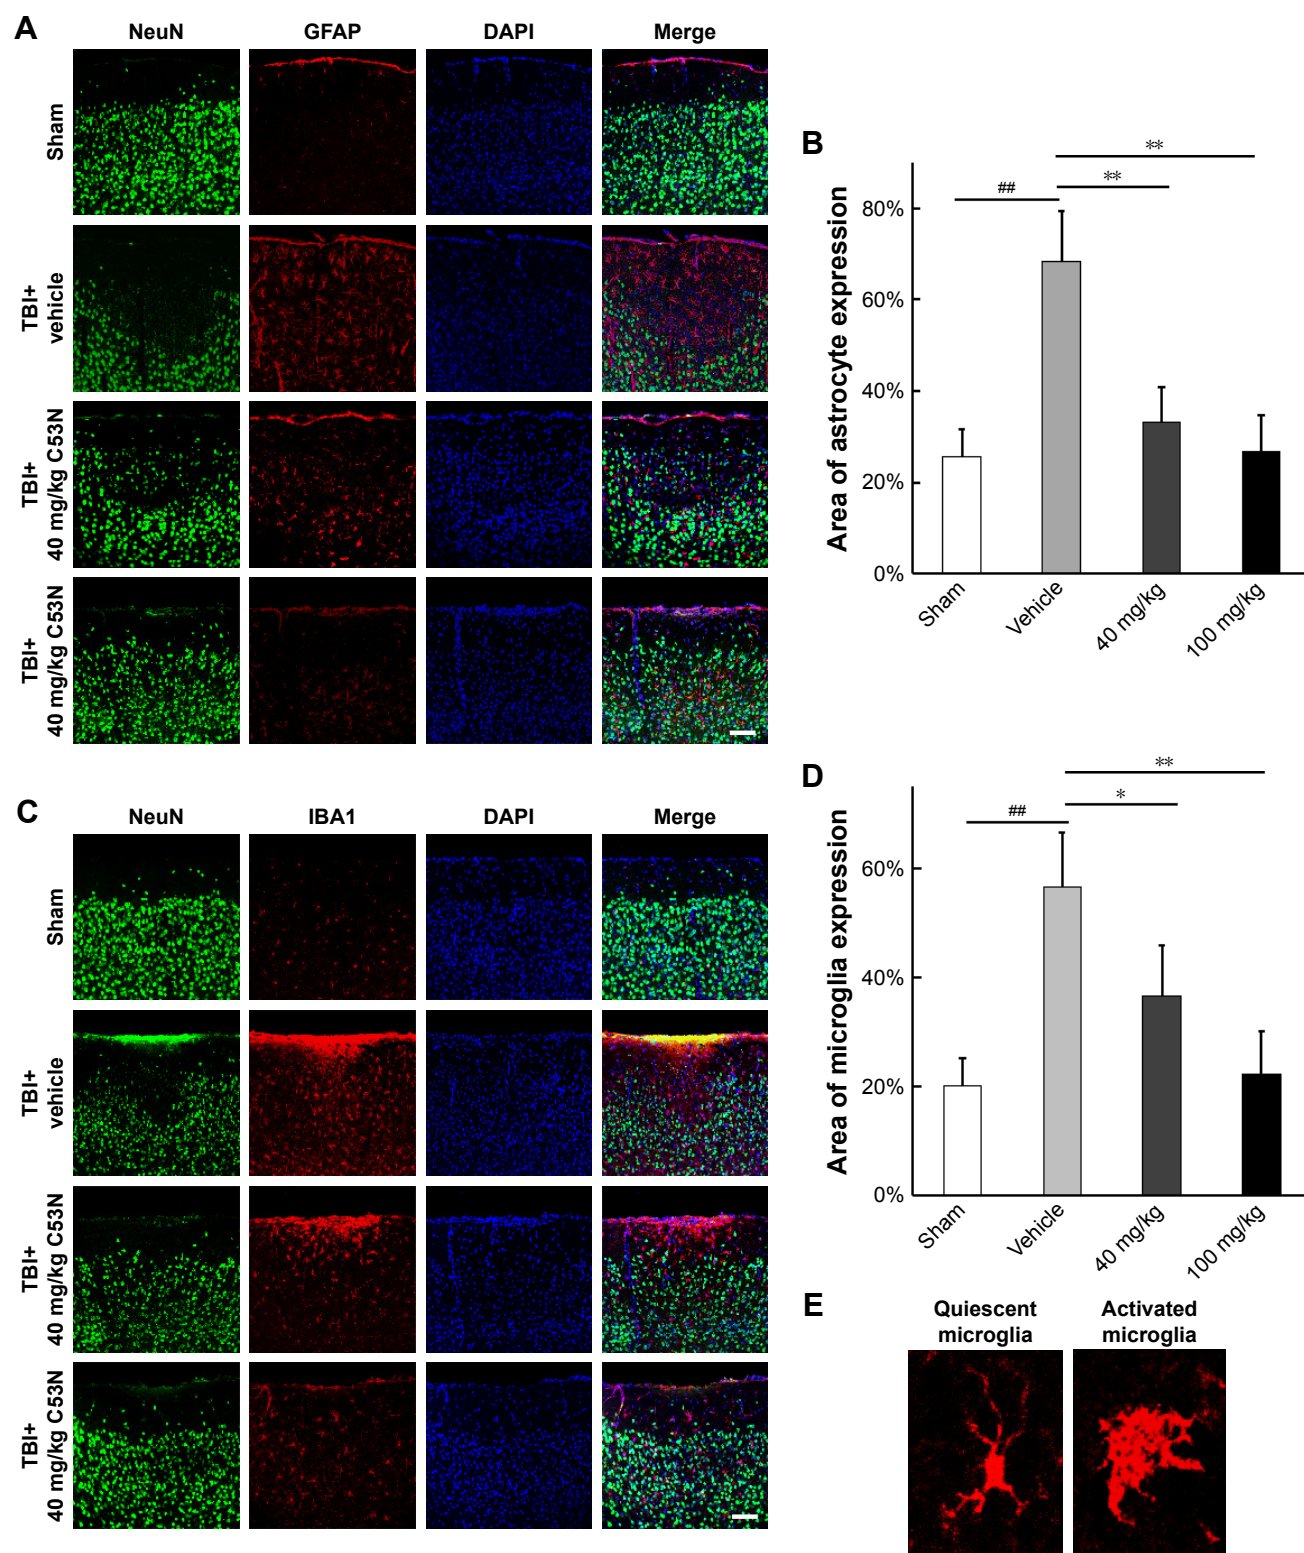 A
NeuN
GFAP
DAPI
Merge
Sham
TBI+
vehicle
TBI+
40 mg/kg C53N
TBI+
40 mg/kg C53N
B
Area of astrocyte expression
80%
60%
40%
20%
0%
##
**
**
Sham
Vehicle
40 mg/kg
100 mg/kg
C
NeuN
IBA1
DAPI
Merge
Sham
TBI+
vehicle
TBI+
40 mg/kg C53N
TBI+
40 mg/kg C53N
D
Area of microglia expression
60%
40%
20%
0%
##
*
**
Sham
Vehicle
40 mg/kg
100 mg/kg
E
Quiescent
microglia
Activated
microglia